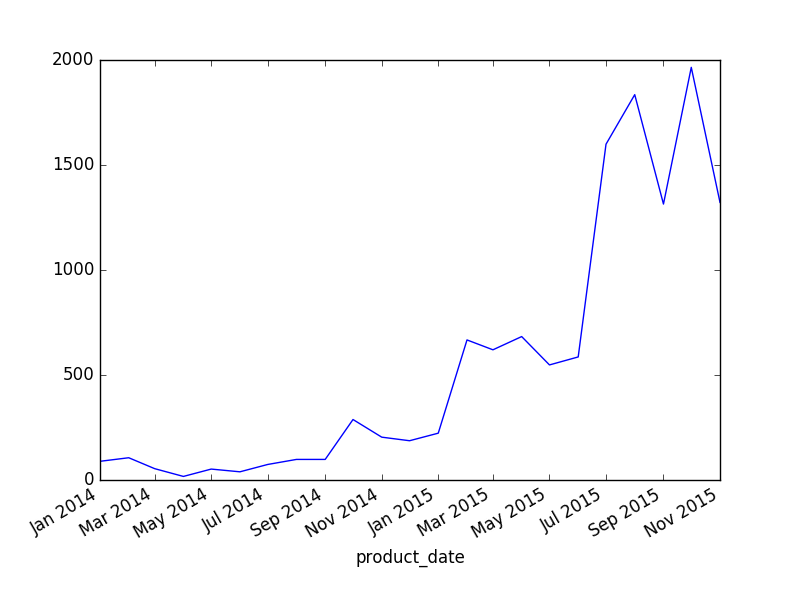 2000
1500
1000
500
0
Jan 2014
Mar 2014
May 2014
Jul 2014
Sep 2014
Nov 2014
Jan 2015
Mar 2015
May 2015
Jul 2015
Sep 2015
Nov 2015
product_date